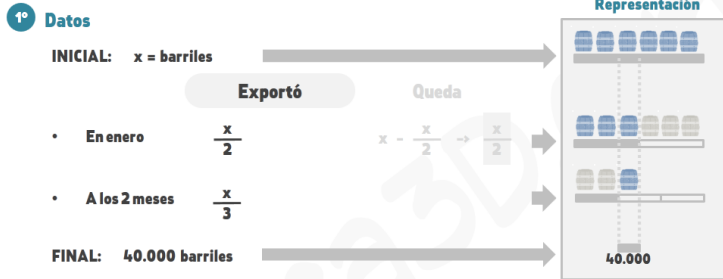 Representación
1º Datos
INICIAL: x = barriles
Exportó Queda
• En enero x/2 x - x/2 -> x/2
• A los 2 meses x/3
FINAL: 40.000 barriles 40.000